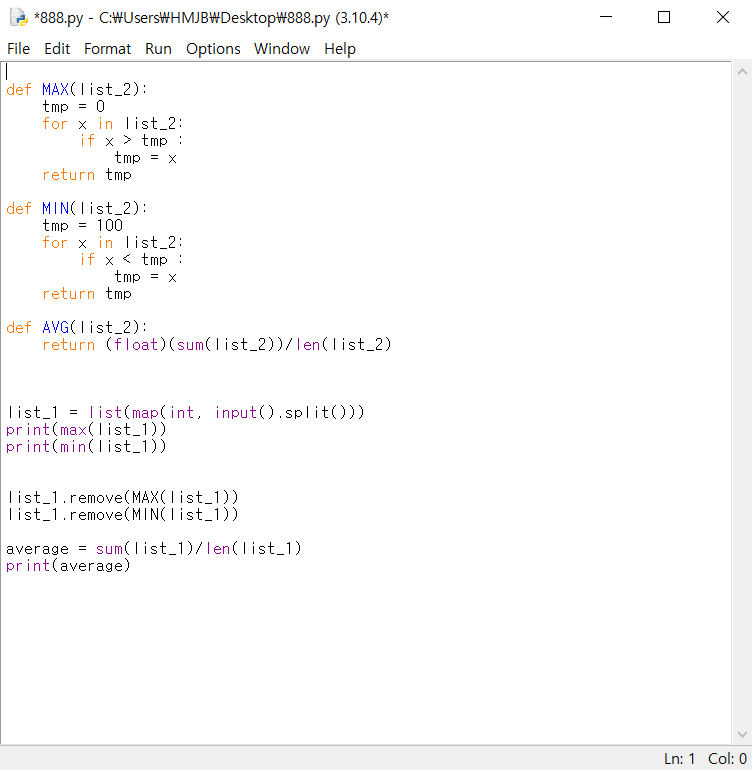 *888.py - C:₩Users₩HMJB₩Desktop₩888.py (3.10.4)*
File Edit Format Run Options Window Help
def MAX(list_2):
    tmp = 0
    for x in list_2:
        if x > tmp :
            tmp = x
    return tmp
def MIN(list_2):
    tmp = 100
    for x in list_2:
        if x < tmp :
            tmp = x
    return tmp
def AVG(list_2):
    return (float)(sum(list_2))/len(list_2)
list_1 = list(map(int, input().split()))
print(max(list_1))
print(min(list_1))
list_1.remove(MAX(list_1))
list_1.remove(MIN(list_1))
average = sum(list_1)/len(list_1)
print(average)
Ln: 1 Col: 0